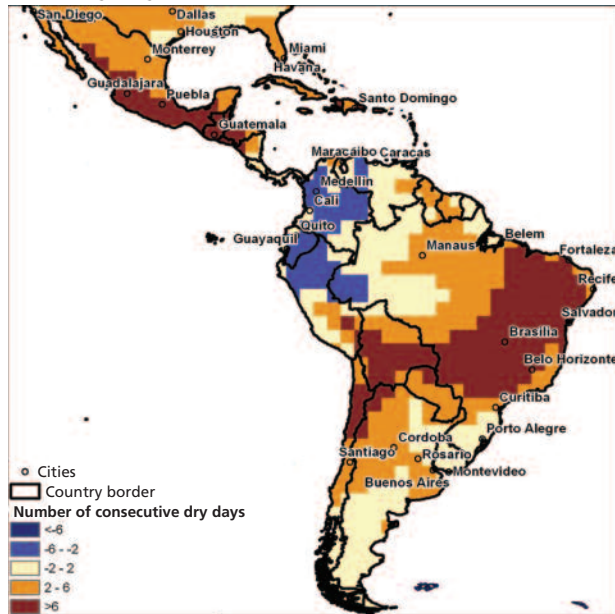 San Diego
Dallas
Houston
Monterrey
Miami
Havana
Guadalajara
Puebla
Santo Domingo
Guatemala
Maracáibo
Caracas
Medellin
Cali
Quito
Guayaquil
Manaus
Belem
Fortaleza
Recife
Salvador
Brasilia
Belo Horizonte
Curitiba
Porto Alegre
Santiago
Cordoba
Rosario
Montevideo
Buenos Aires
Cities
Country border
Number of consecutive dry days
<-6
-6 - -2
-2 - 2
2 - 6
>6